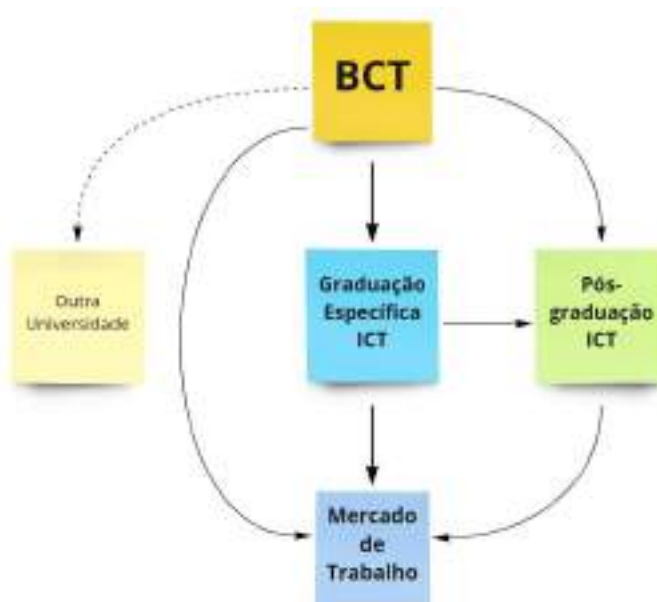 BCT
Outra
Universidade
Graduação
Específica
ICT
Pós-
graduação
ICT
Mercado
de
Trabalho